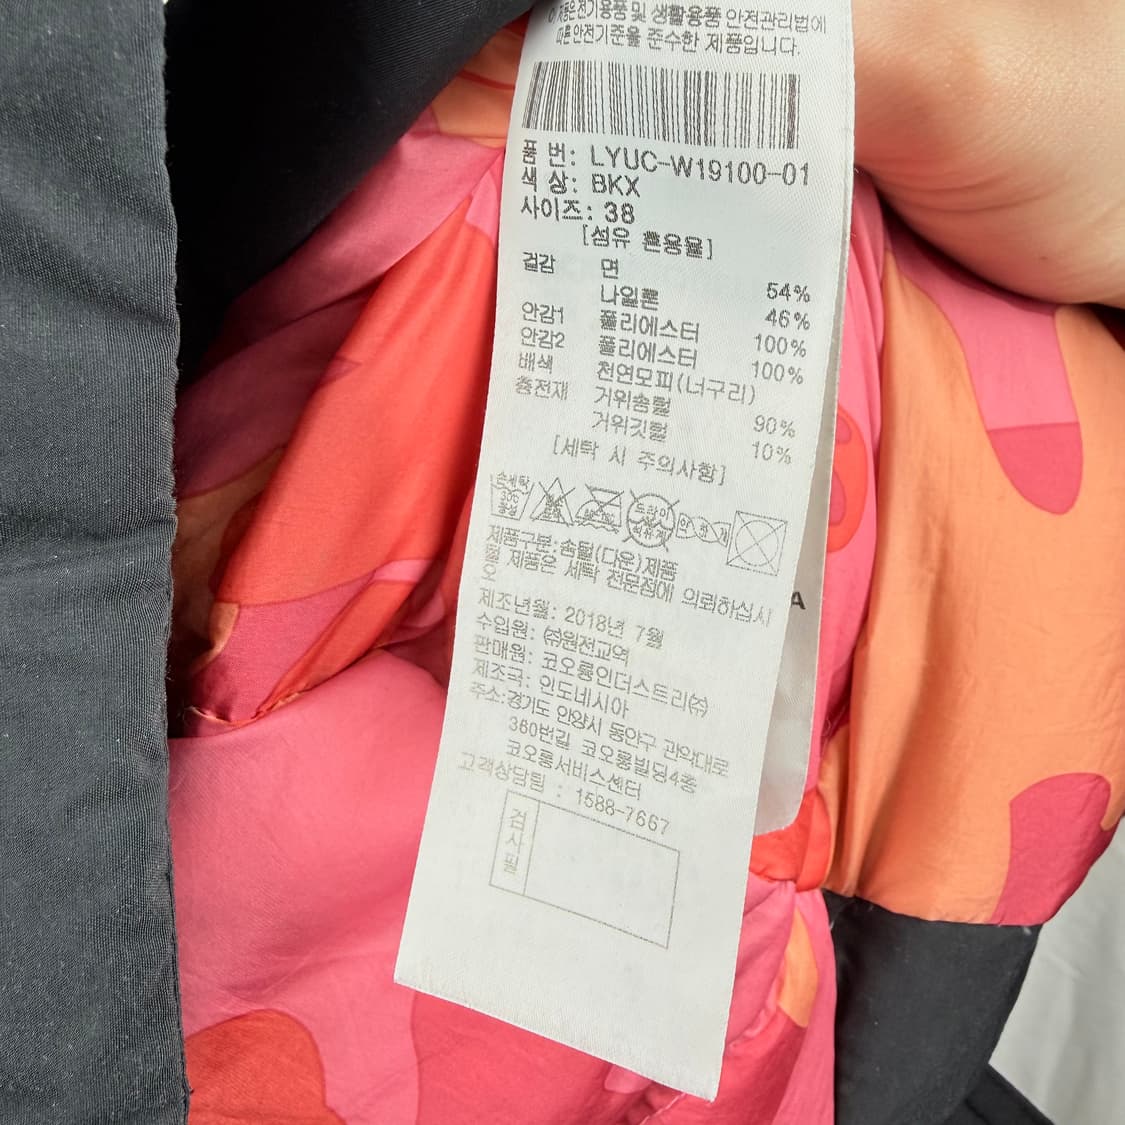 이 제품은 전기용품 및 생활용품 안전관리법에
따른 안전기준을 준수한 제품입니다.
품 번: LYUC-W19100-01
색 상: BKX
사이즈: 38
[섬유 혼용율]
겉감 면 54%
나일론 46%
안감1 폴리에스터 100%
안감2 폴리에스터 100%
배색 천연모피(너구리)
충전재 거위솜털 90%
거위깃털 10%
[세탁 시 주의사항]
손세탁
드라이
석유계
제품구분: 솜털(다운)제품
제품은 세탁 전문점에 의뢰하십시
오
제조년월: 2018년 7월
수입원: ㈜원전교역
판매원: 코오롱인더스트리㈜
제조국: 인도네시아
주소:경기도 안양시 동안구 관악대로
360번길 코오롱빌딩4층
코오롱서비스센터
고객상담팀 : 1588-7667
검사필
A